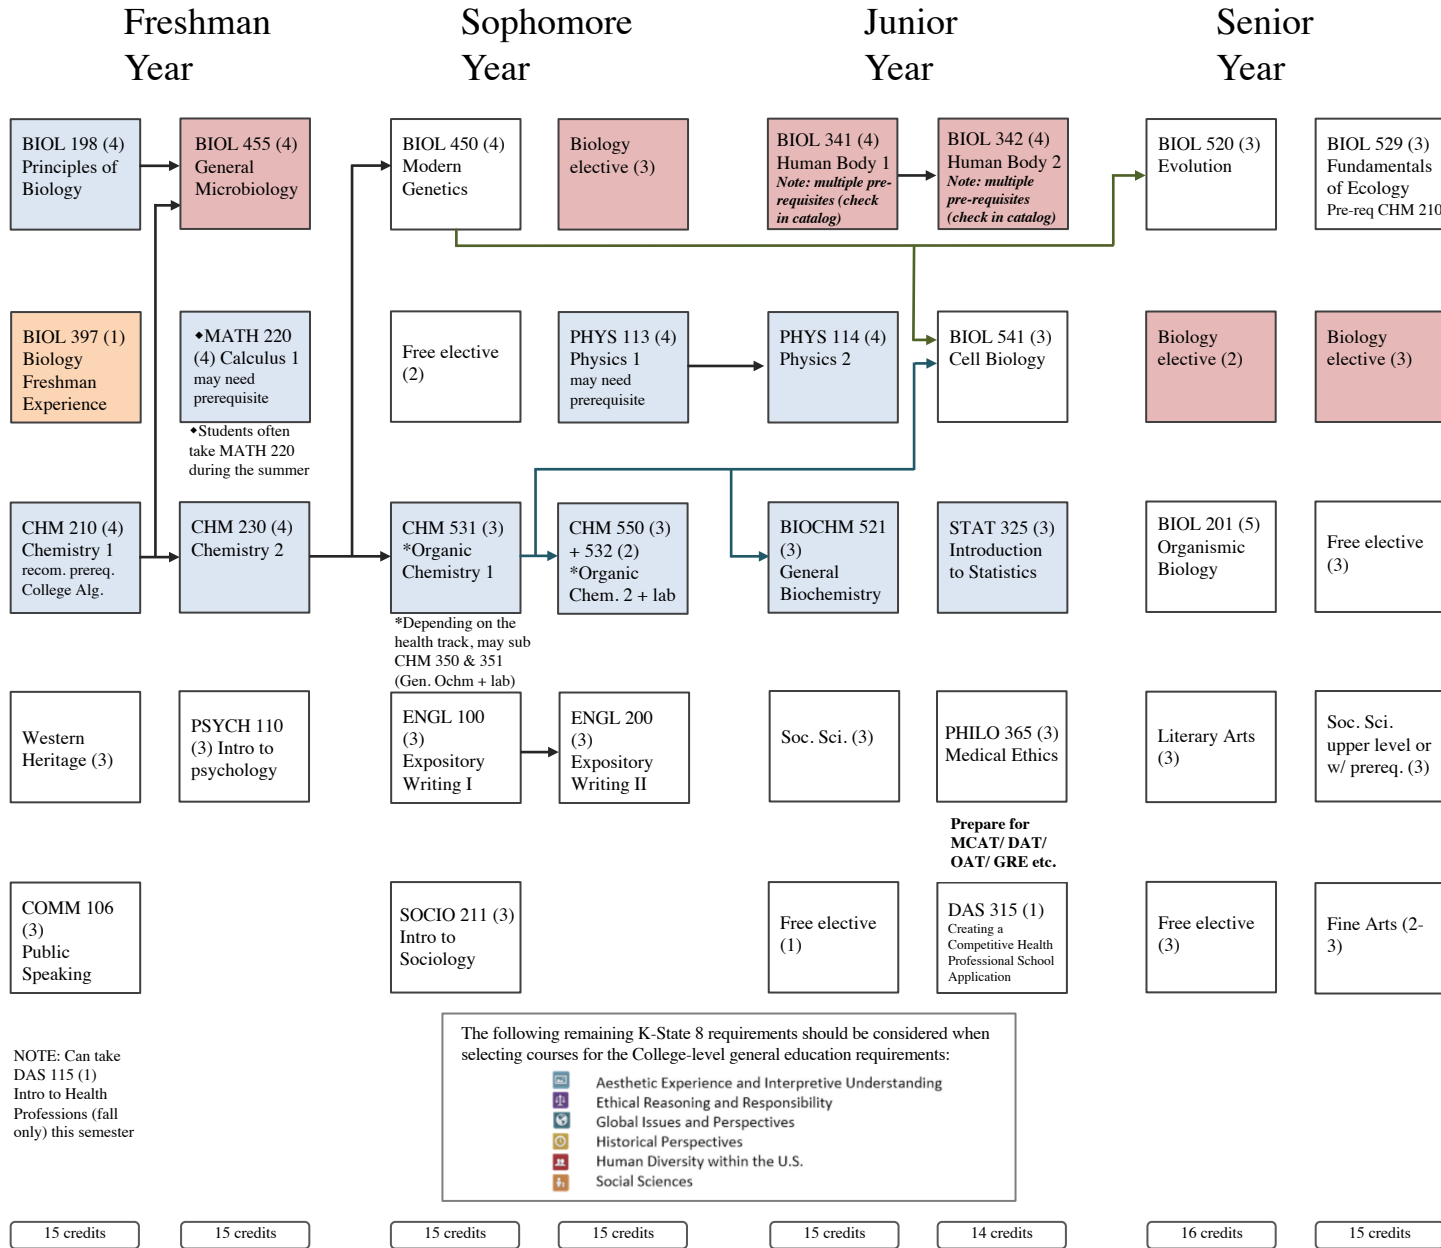 Freshman
Year
Sophomore
Year
Junior
Year
Senior
Year
BIOL 198 (4)
Principles of
Biology
BIOL 455 (4)
General
Microbiology
BIOL 450 (4)
Modern
Genetics
Biology
elective (3)
BIOL 341 (4)
Human Body 1
Note: multiple pre-
requisites (check
in catalog)
BIOL 342 (4)
Human Body 2
Note: multiple
pre-requisites
(check in catalog)
BIOL 520 (3)
Evolution
BIOL 529 (3)
Fundamentals
of Ecology
Pre-req CHM 210
BIOL 397 (1)
Biology
Freshman
Experience
◆MATH 220
(4) Calculus 1
may need
prerequisite
◆Students often
take MATH 220
during the summer
Free elective
(2)
PHYS 113 (4)
Physics 1
may need
prerequisite
PHYS 114 (4)
Physics 2
BIOL 541 (3)
Cell Biology
Biology
elective (2)
Biology
elective (3)
CHM 210 (4)
Chemistry 1
recom. prereq.
College Alg.
CHM 230 (4)
Chemistry 2
CHM 531 (3)
*Organic
Chemistry 1
*Depending on the
health track, may sub
CHM 350 & 351
(Gen. Ochm + lab)
CHM 550 (3)
+ 532 (2)
*Organic
Chem. 2 + lab
BIOCHM 521
(3)
General
Biochemistry
STAT 325 (3)
Introduction
to Statistics
BIOL 201 (5)
Organismic
Biology
Free elective
(3)
Western
Heritage (3)
PSYCH 110
(3) Intro to
psychology
ENGL 100
(3)
Expository
Writing I
ENGL 200
(3)
Expository
Writing II
Soc. Sci. (3)
PHILO 365 (3)
Medical Ethics
Literary Arts
(3)
Soc. Sci.
upper level or
w/ prereq. (3)
Prepare for
MCAT/ DAT/
OAT/ GRE etc.
COMM 106
(3)
Public
Speaking
SOCIO 211 (3)
Intro to
Sociology
Free elective
(1)
DAS 315 (1)
Creating a
Competitive Health
Professional School
Application
Free elective
(3)
Fine Arts (2-
3)
NOTE: Can take
DAS 115 (1)
Intro to Health
Professions (fall
only) this semester
The following remaining K-State 8 requirements should be considered when
selecting courses for the College-level general education requirements:
Aesthetic Experience and Interpretive Understanding
Ethical Reasoning and Responsibility
Global Issues and Perspectives
Historical Perspectives
Human Diversity within the U.S.
Social Sciences
15 credits
15 credits
15 credits
15 credits
15 credits
14 credits
16 credits
15 credits